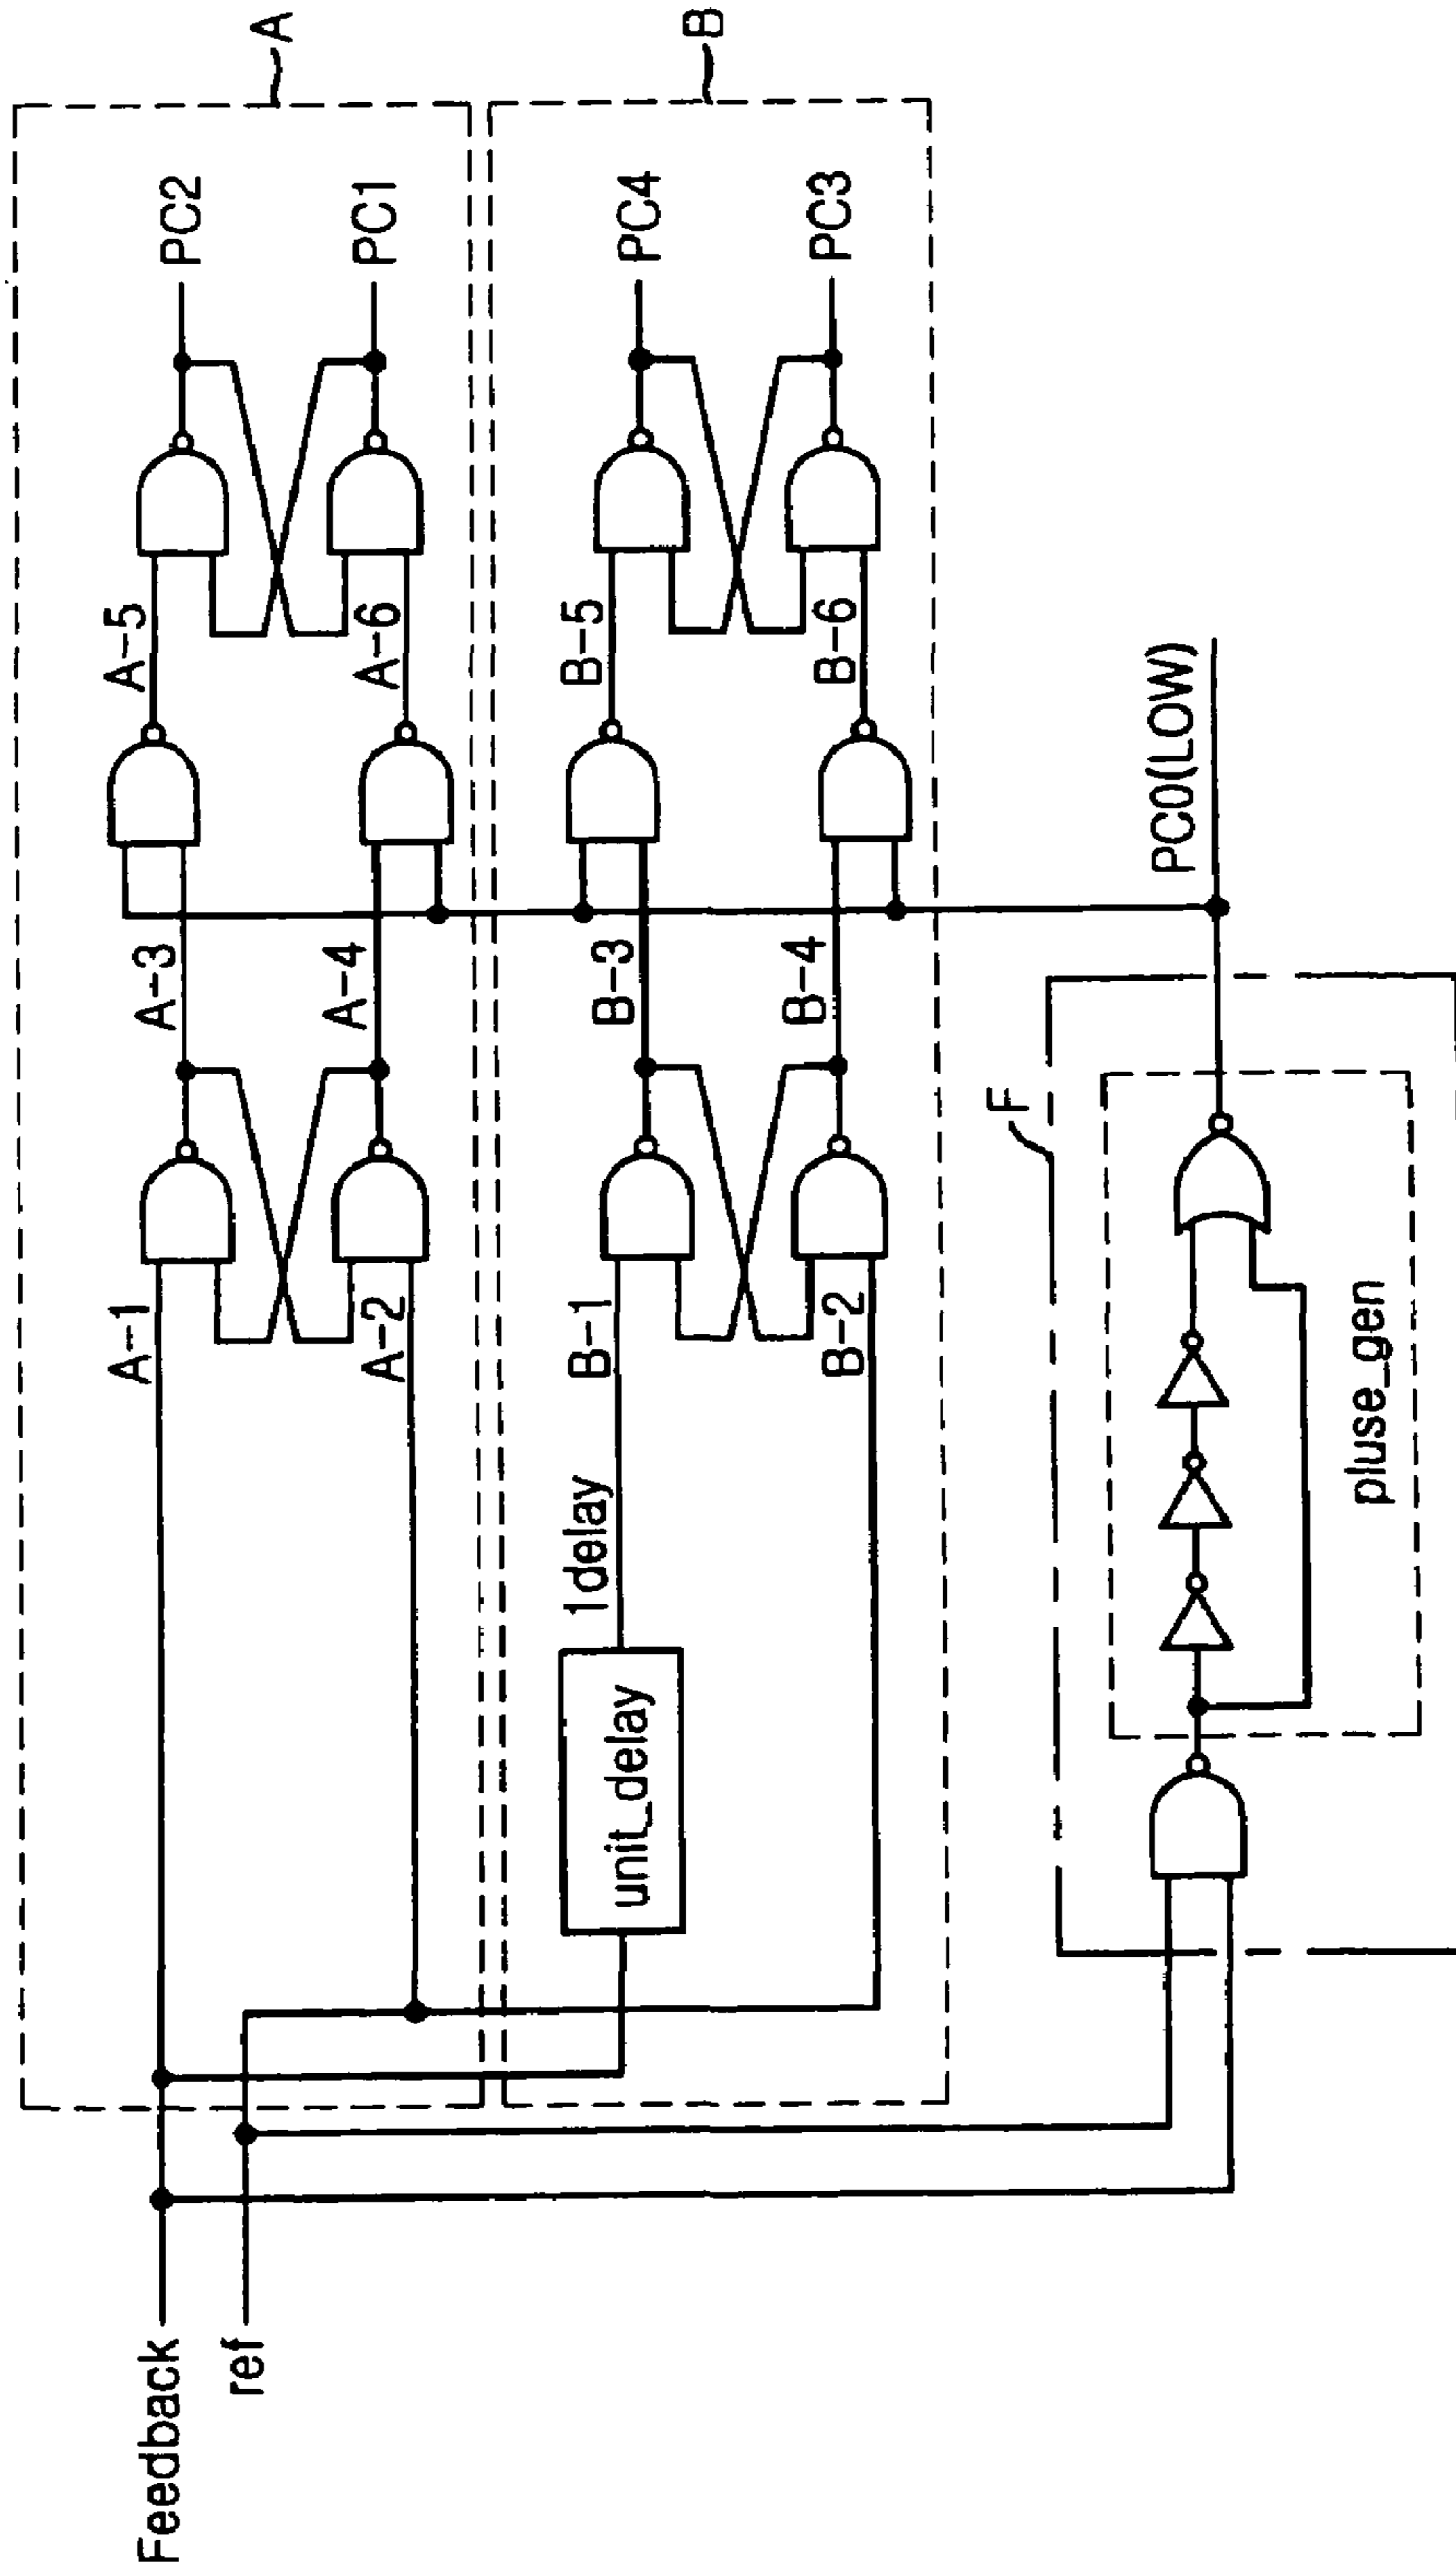 Feedback
ref
A
A-1
A-2
A-3
A-4
A-5
A-6
PC2
PC1
B
unit_delay
1delay
B-1
B-2
B-3
B-4
B-5
B-6
PC4
PC3
F
pluse_gen
PC0(LOW)